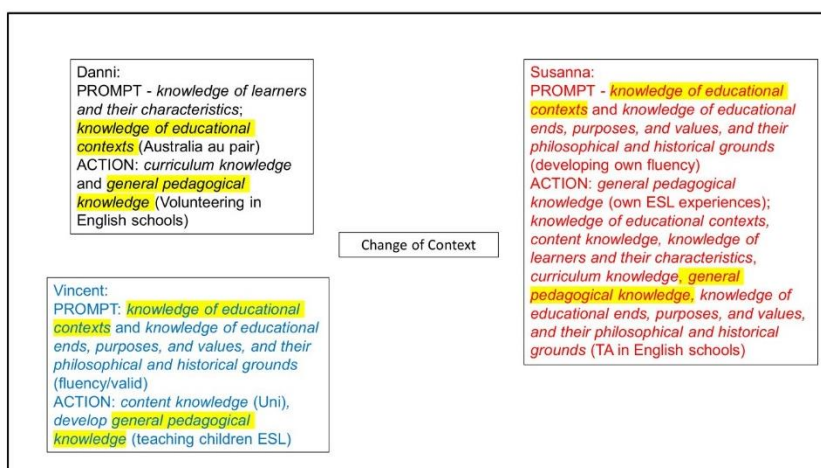 Danni:
PROMPT - knowledge of learners
and their characteristics;
knowledge of educational
contexts (Australia au pair)
ACTION: curriculum knowledge
and general pedagogical
knowledge (Volunteering in
English schools)
Vincent:
PROMPT: knowledge of educational
contexts and knowledge of educational
ends, purposes, and values, and their
philosophical and historical grounds
(fluency/valid)
ACTION: content knowledge (Uni),
develop general pedagogical
knowledge (teaching children ESL)
Change of Context
Susanna:
PROMPT - knowledge of educational
contexts and knowledge of educational
ends, purposes, and values, and their
philosophical and historical grounds
(developing own fluency)
ACTION: general pedagogical
knowledge (own ESL experiences);
knowledge of educational contexts,
content knowledge, knowledge of
learners and their characteristics,
curriculum knowledge, general
pedagogical knowledge, knowledge of
educational ends, purposes, and values,
and their philosophical and historical
grounds (TA in English schools)